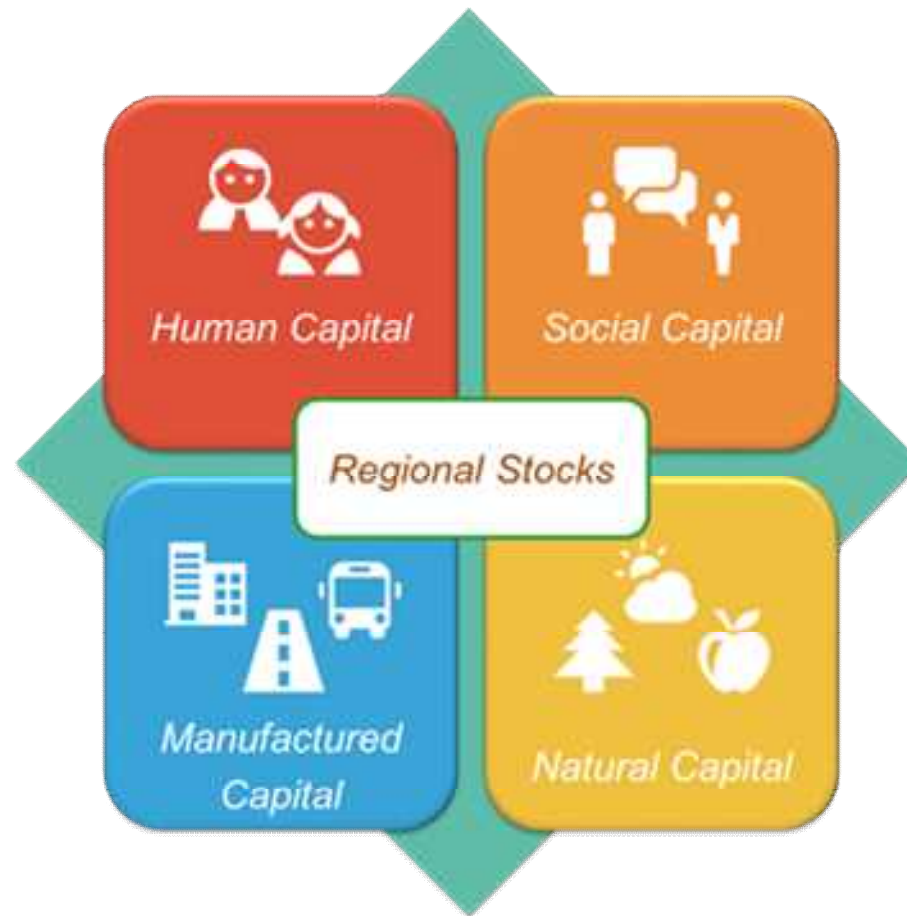 Human Capital
Social Capital
Regional Stocks
Manufactured
Capital
Natural Capital